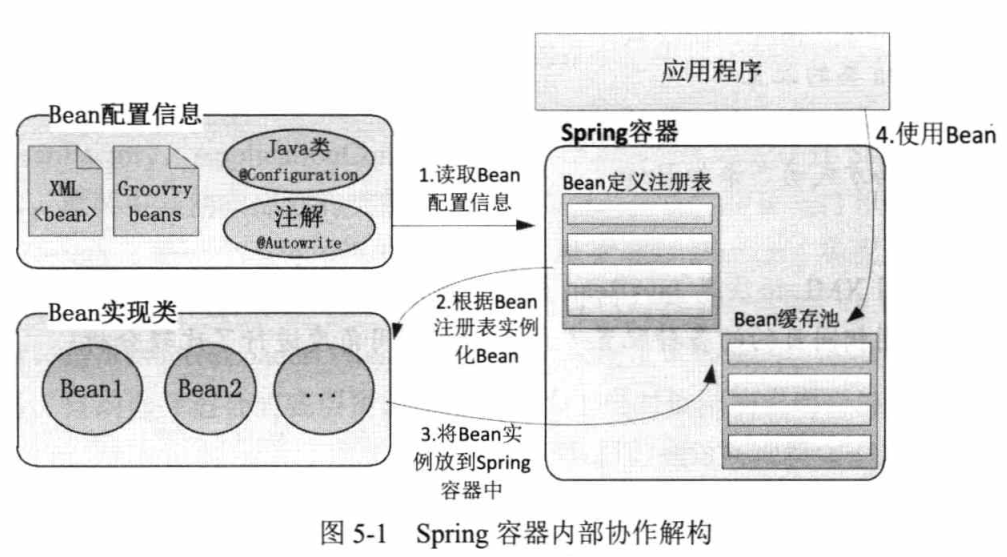 应用程序
Bean配置信息
XML
<bean>
Groovry
beans
Java类
@Configuration
注解
@Autowrite
1.读取Bean
配置信息
Spring容器
4.使用Bean
Bean定义注册表
2.根据Bean
注册表实例
化Bean
Bean缓存池
Bean实现类
Bean1
Bean2
...
3.将Bean实
例放到Spring
容器中
图 5-1 Spring 容器内部协作解构